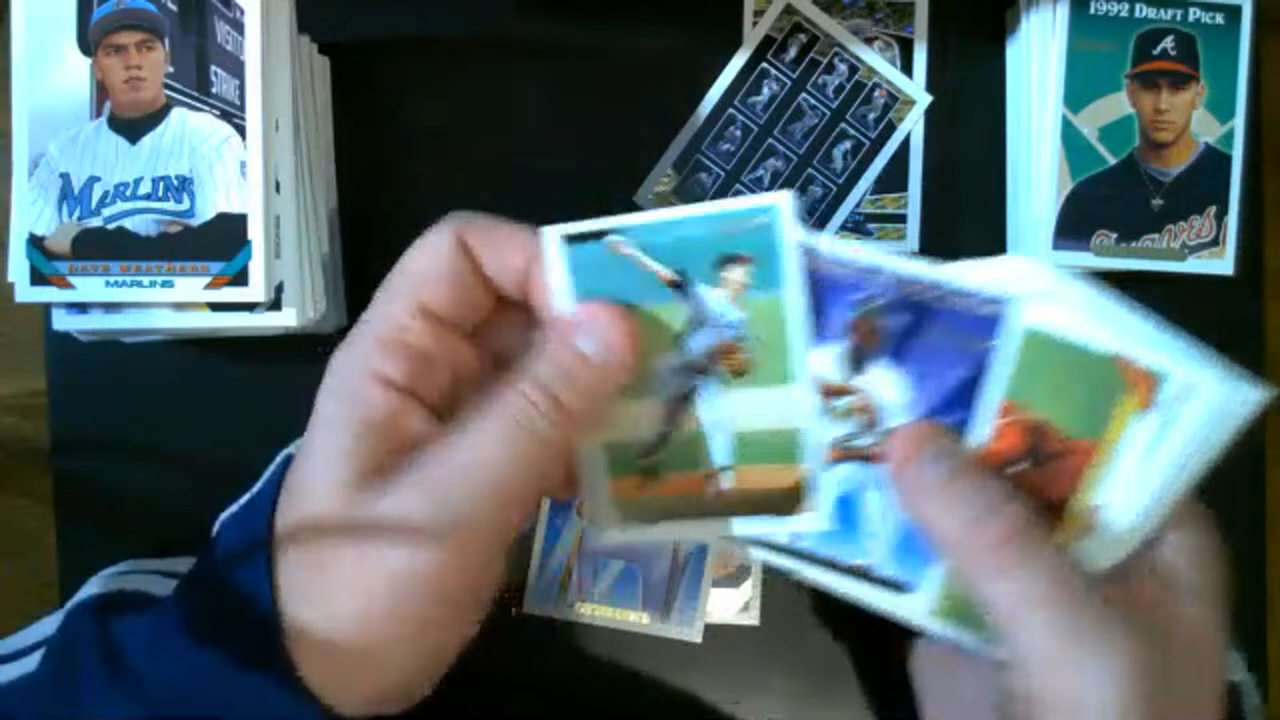 VISITO
STRIKE
MARLINS
DAVE WEATHERS
MARLINS
1992 DRAFT PICK
A
Braves